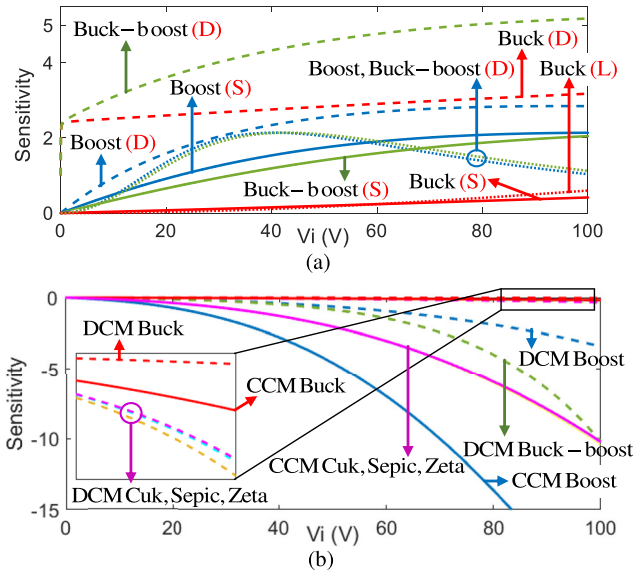 5
4
2
0
Sensitivity
Buck−boost (D)
Boost (S)
Boost, Buck−boost (D)
Buck (D)
Buck (L)
Boost (D)
Buck−boost (S)
Buck (S)
0 20 40 60 80 100
Vi (V)
(a)
0
-5
-10
-15
Sensitivity
DCM Buck
CCM Buck
DCM Boost
DCM Buck−boost
DCM Cuk, Sepic, Zeta
CCM Cuk, Sepic, Zeta
CCM Boost
0 20 40 60 80 100
Vi (V)
(b)